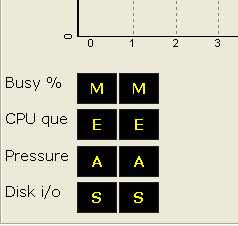 0
0 1 2 3
Busy % M M
CPU que E E
Pressure A A
Disk i/o S S